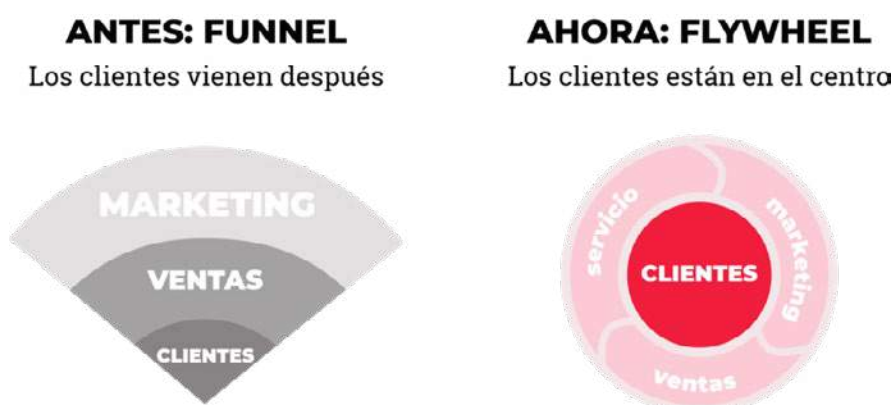 ANTES: FUNNEL
Los clientes vienen después
MARKETING
VENTAS
CLIENTES
AHORA: FLYWHEEL
Los clientes están en el centro
servicio
marketing
CLIENTES
ventas